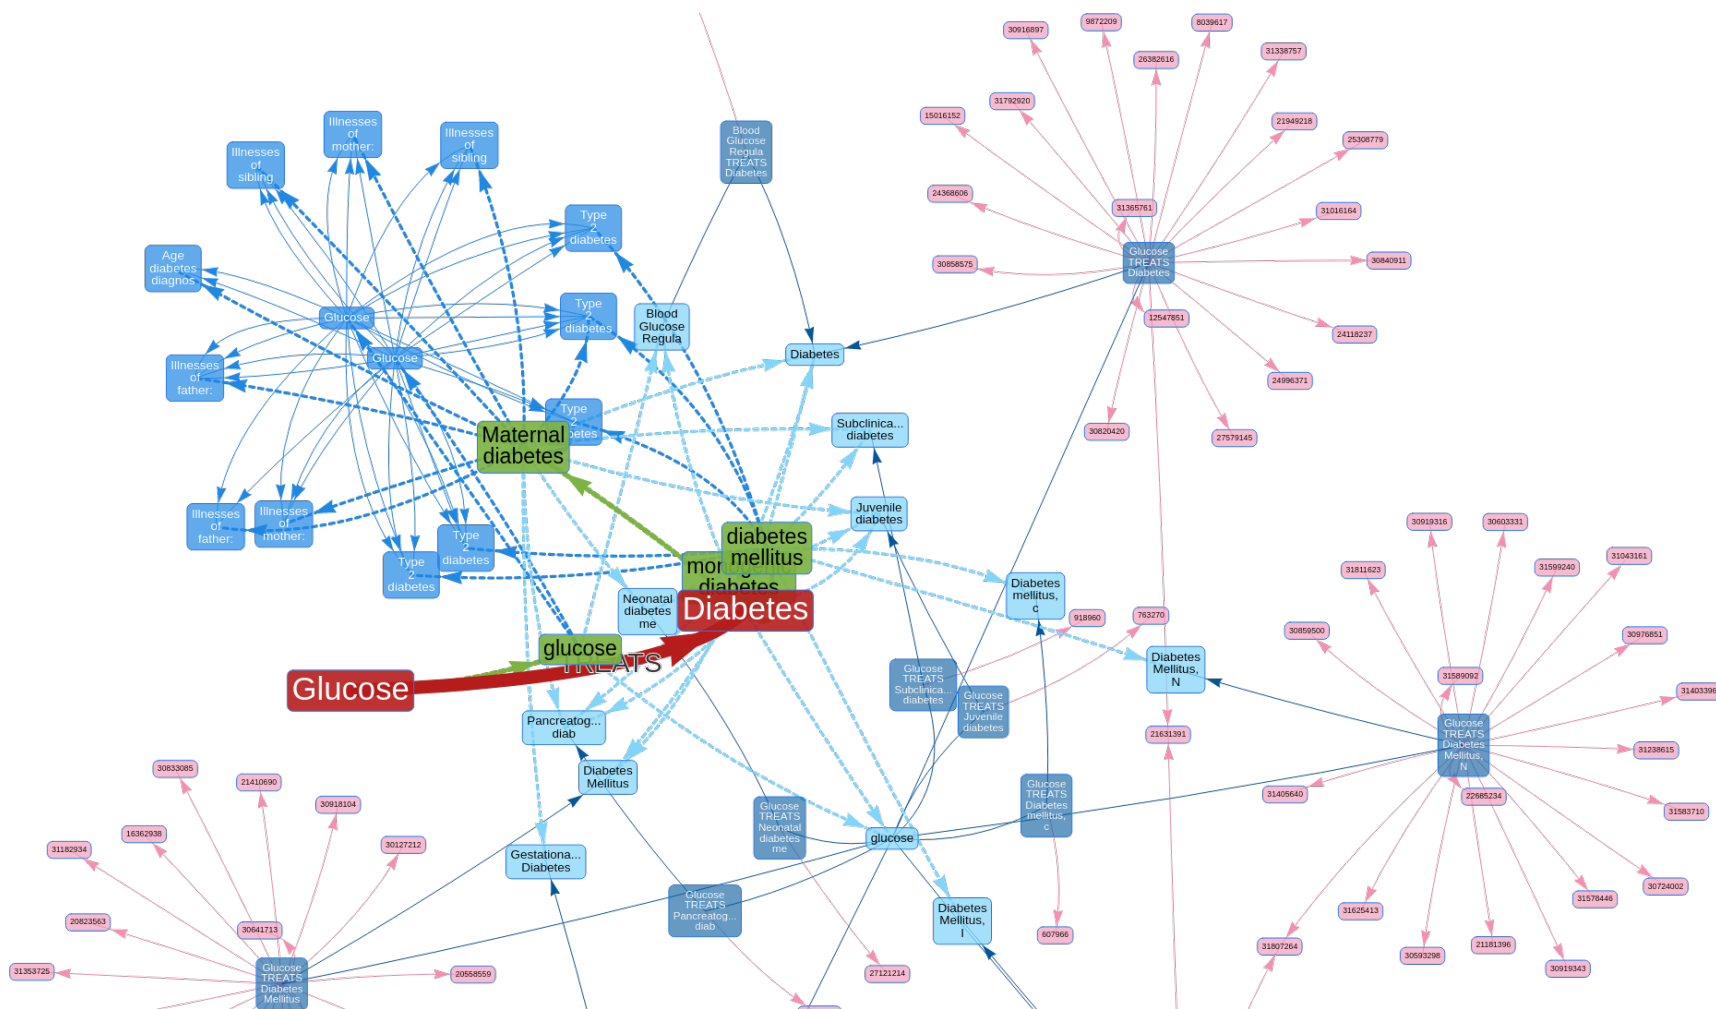 30916897
9872209
8039617
31338757
26382616
31792920
15016152
21949218
25308779
24368606
31365761
31016164
30858575
Glucose
TREATS
Diabetes
30840911
12547851
24118237
24996371
30820420
27579145
Blood
Glucose
Regula
TREATS
Diabetes
Illnesses
of
mother:
Illnesses
of
sibling
Illnesses
of
sibling
Type
2
diabetes
Age
diabetes
diagnos
Glucose
Type
2
diabetes
Blood
Glucose
Regula
Diabetes
Glucose
Illnesses
of
father:
Type
2
Maternal
diabetes
Subclinica...
diabetes
Illnesses
of
father:
Illnesses
of
mother:
Type
2
diabetes
Type
2
diabetes
Juvenile
diabetes
diabetes
mellitus
diabetes
Diabetes
Neonatal
diabetes
me
glucose
TREATS
Glucose
Diabetes
mellitus,
c
918960
763270
Diabetes
Mellitus,
N
Glucose
TREATS
Subclinica...
diabetes
Glucose
TREATS
Juvenile
diabetes
21631391
Pancreatog...
diab
Diabetes
Mellitus
Glucose
TREATS
Neonatal
diabetes
me
Glucose
TREATS
Diabetes
mellitus,
c
glucose
Gestationa...
Diabetes
Glucose
TREATS
Pancreatog...
diab
Diabetes
Mellitus,
I
607966
27121214
30919316
30603331
31043161
31811623
31599240
30859500
30976851
31589092
31403396
Glucose
TREATS
Diabetes
Mellitus,
N
31238615
31405640
22685234
31583710
30724002
31578446
31625413
31807264
30593298
21181396
30919343
30833085
21410690
30918104
16362938
30127212
31182934
20823563
30641713
31353725
Glucose
TREATS
Diabetes
Mellitus
20558559